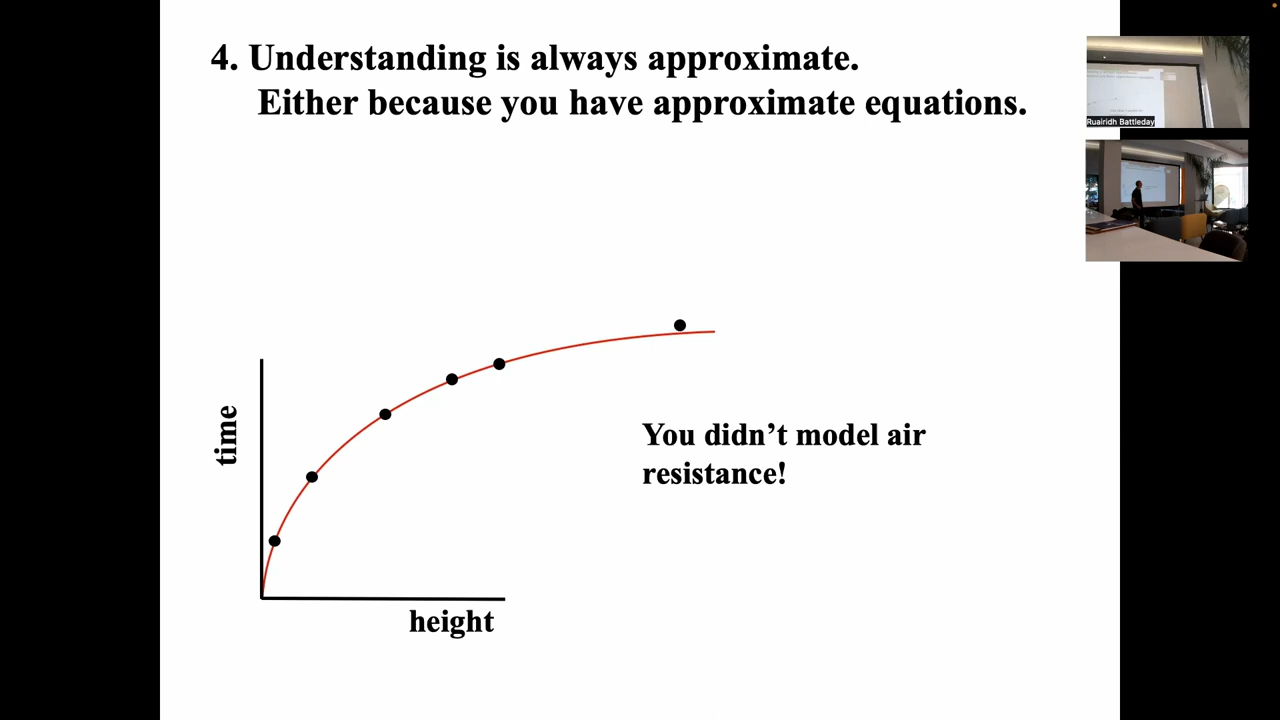 4. Understanding is always approximate.
Either because you have approximate equations.
Ruairidh Battleday
time
You didn’t model air
resistance!
height